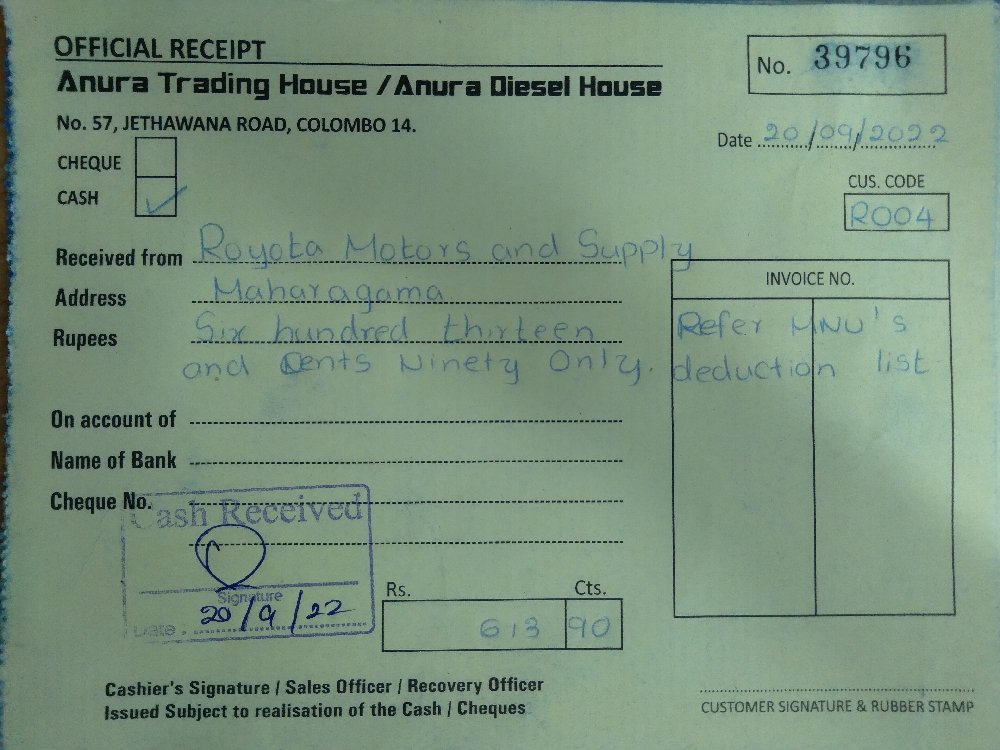 OFFICIAL RECEIPT
No. 39796
Anura Trading House / Anura Diesel House
No. 57, JETHAWANA ROAD, COLOMBO 14.
Date 20/09/2022
CHEQUE
CASH ✓
CUS. CODE
R004
Received from Royota Motors and Supply
Address Maharagama
Rupees Six hundred thirteen
and Cents Ninety Only.
INVOICE NO.
Refer MNU's
deduction list
On account of
Name of Bank
Cheque No.
Cash Received
Signature
Date 20/9/22
Rs. Cts.
613 90
Cashier's Signature / Sales Officer / Recovery Officer
Issued Subject to realisation of the Cash / Cheques
CUSTOMER SIGNATURE & RUBBER STAMP